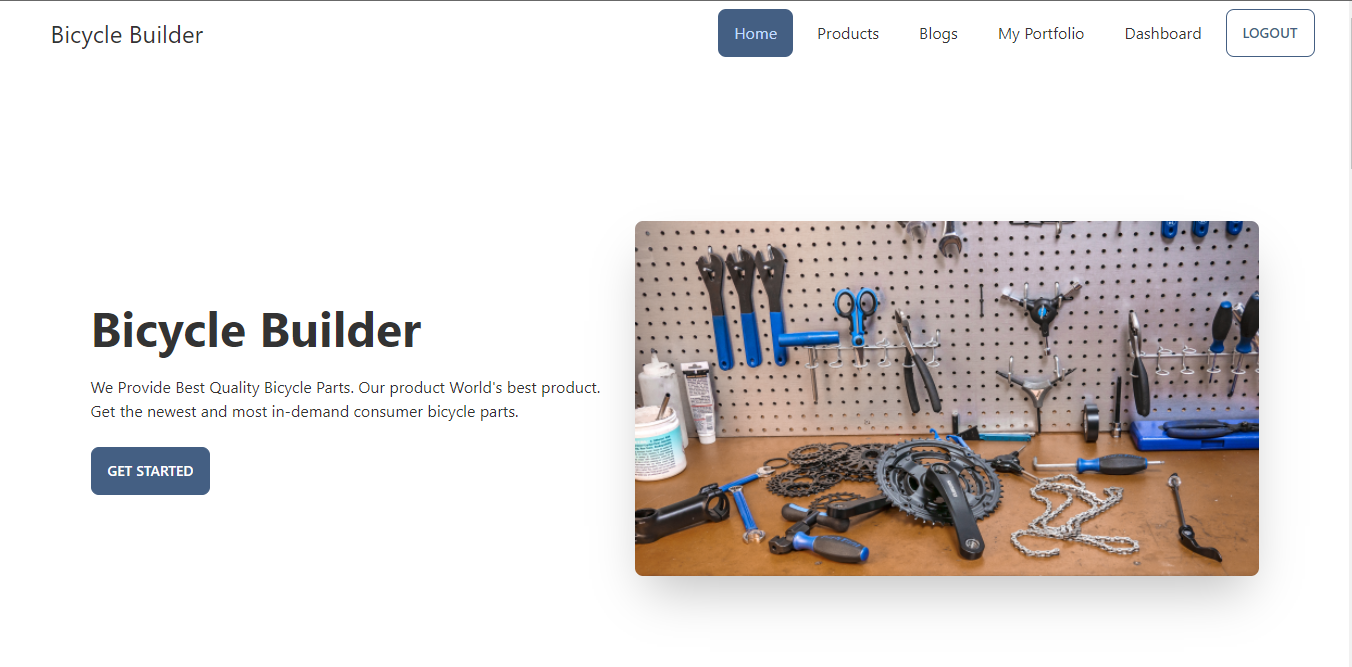 Bicycle Builder
Home
Products
Blogs
My Portfolio
Dashboard
LOGOUT
Bicycle Builder
We Provide Best Quality Bicycle Parts. Our product World's best product.
Get the newest and most in-demand consumer bicycle parts.
GET STARTED